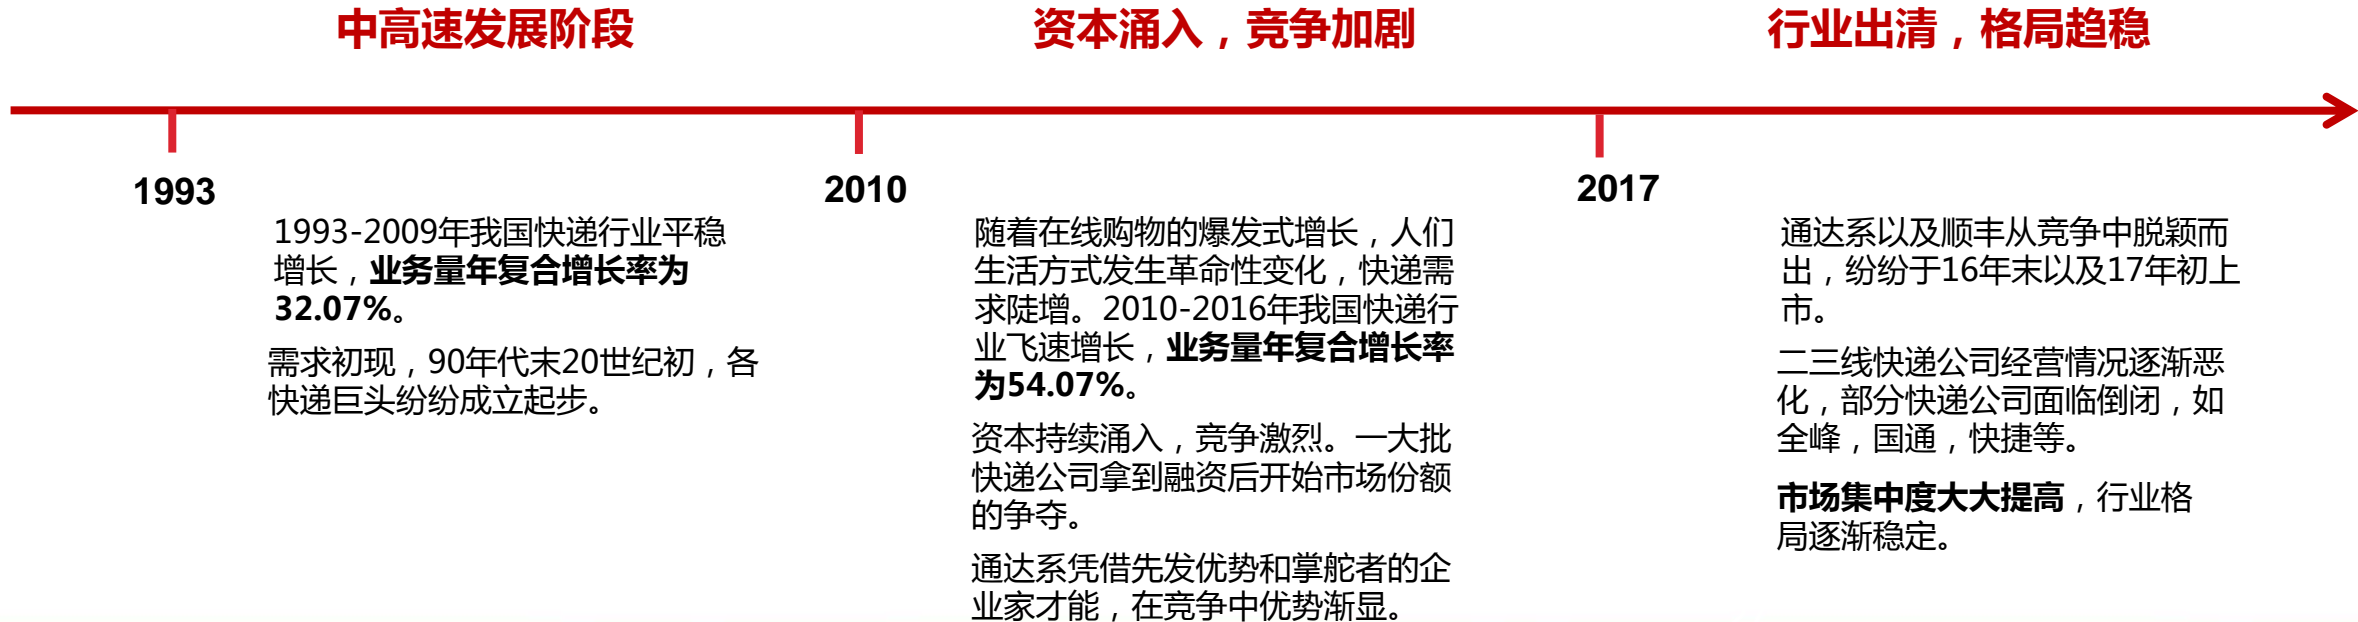 中高速发展阶段
资本涌入，竞争加剧
行业出清，格局趋稳
1993
2010
2017
1993-2009年我国快递行业平稳
增长，业务量年复合增长率为
32.07%。
需求初现，90年代末20世纪初，各
快递巨头纷纷成立起步。
随着在线购物的爆发式增长，人们
生活方式发生革命性变化，快递需
求陡增。2010-2016年我国快递行
业飞速增长，业务量年复合增长率
为54.07%。
资本持续涌入，竞争激烈。一大批
快递公司拿到融资后开始市场份额
的争夺。
通达系凭借先发优势和掌舵者的企
业家才能，在竞争中优势渐显。
通达系以及顺丰从竞争中脱颖而
出，纷纷于16年末以及17年初上
市。
二三线快递公司经营情况逐渐恶
化，部分快递公司面临倒闭，如
全峰，国通，快捷等。
市场集中度大大提高，行业格
局逐渐稳定。